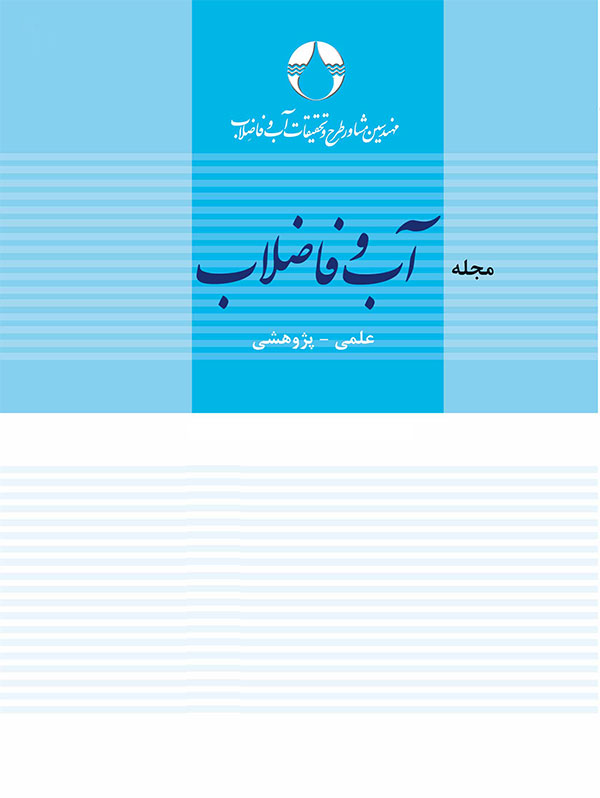 مهندسین مشاور طرح و تحقیقات آب و فاضلاب
مجله
آب و فاضلاب
علمی - پژوهشی